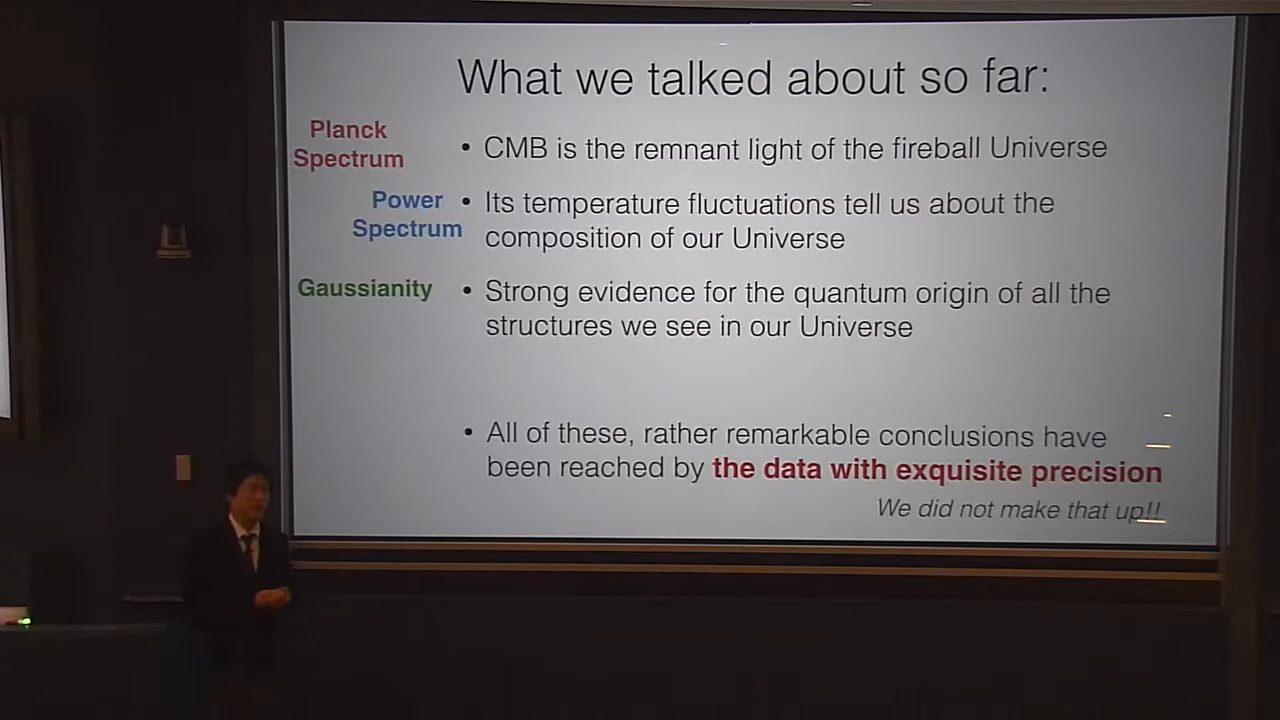 What we talked about so far:
Planck
Spectrum
• CMB is the remnant light of the fireball Universe
Power
Spectrum
• Its temperature fluctuations tell us about the
composition of our Universe
Gaussianity
• Strong evidence for the quantum origin of all the
structures we see in our Universe
• All of these, rather remarkable conclusions have
been reached by the data with exquisite precision
We did not make that up!!